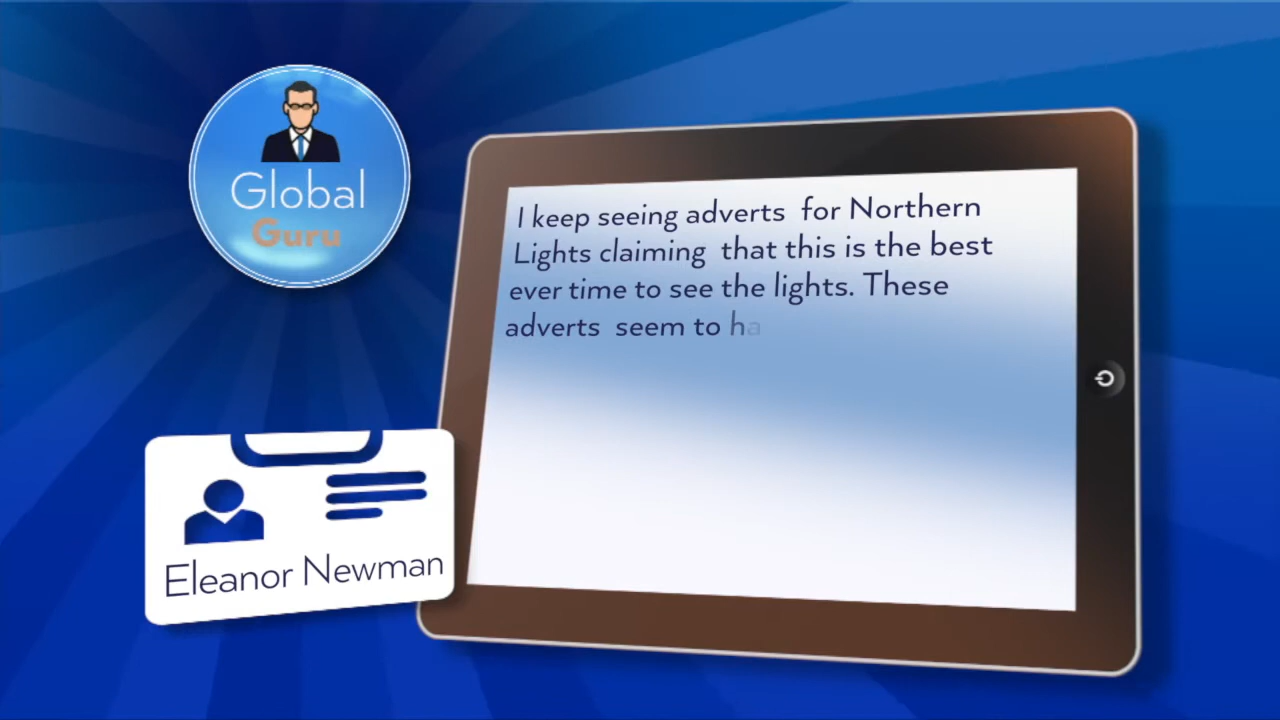 Global
Guru
I keep seeing adverts for Northern
Lights claiming that this is the best
ever time to see the lights. These
adverts seem to ha
Eleanor Newman